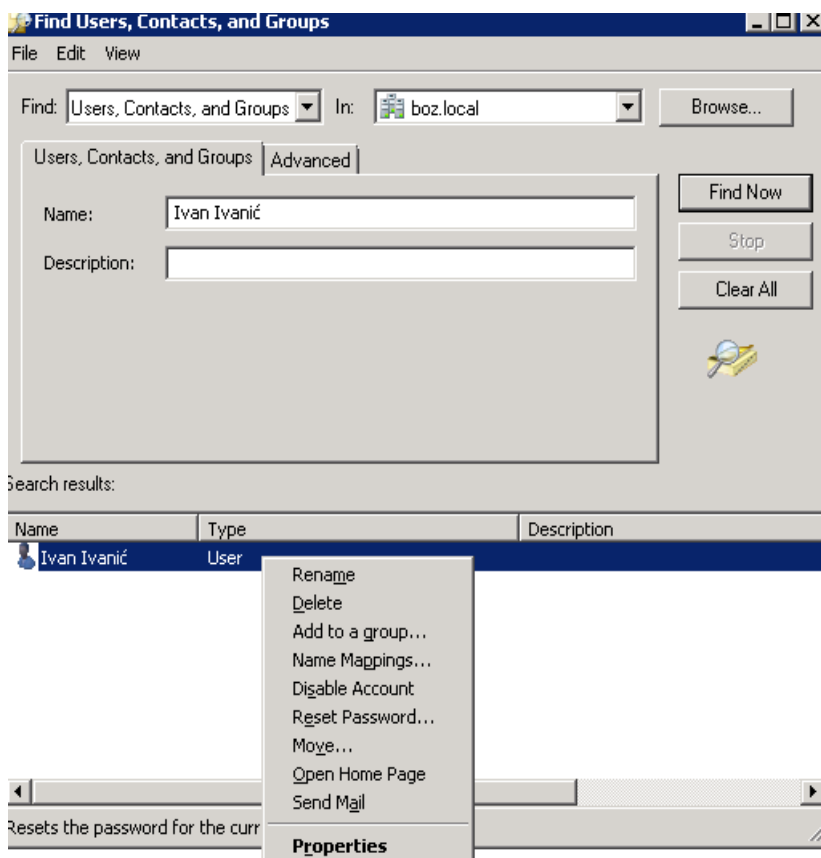 Find Users, Contacts, and Groups
File Edit View
Find: Users, Contacts, and Groups In: boz.local Browse...
Users, Contacts, and Groups Advanced
Find Now
Name: Ivan Ivanić
Stop
Description:
Clear All
Search results:
Name Type Description
Ivan Ivanić User
Rename
Delete
Add to a group...
Name Mappings...
Disable Account
Reset Password...
Move...
Open Home Page
Send Mail
Resets the password for the curr
Properties